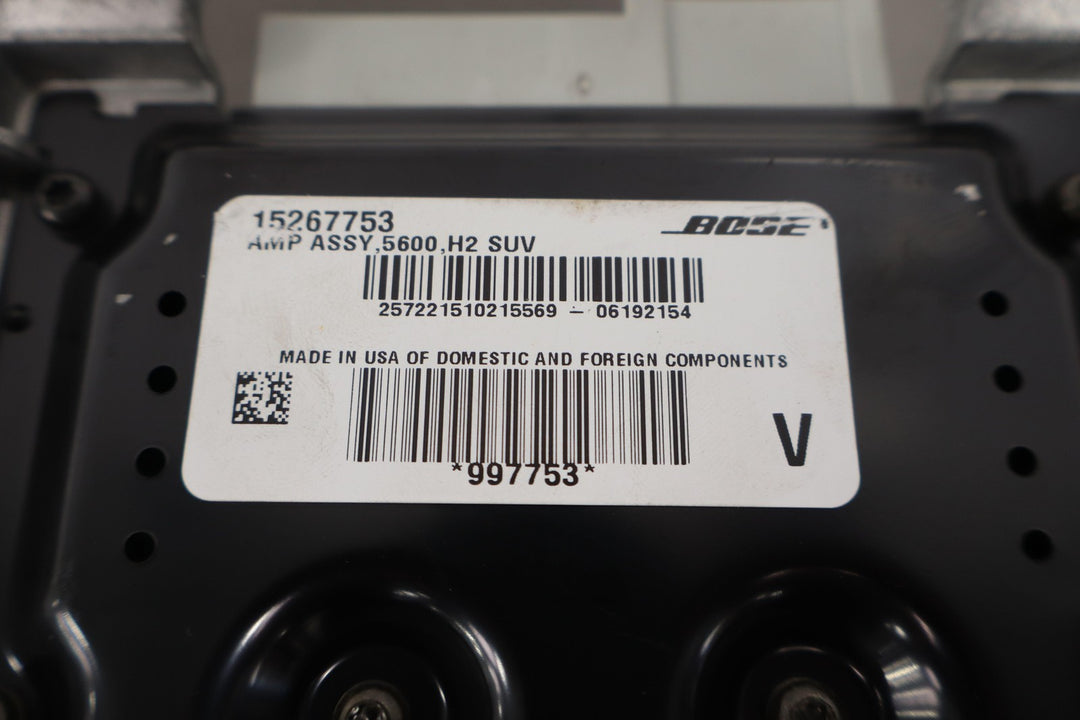 15267753
BOSE
AMP ASSY,5600,H2 SUV
257221510215569 - 06192154
MADE IN USA OF DOMESTIC AND FOREIGN COMPONENTS
*997753*
V